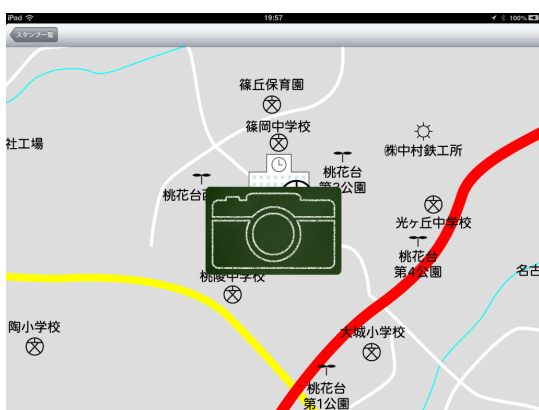 iPad
19:57
100%
スタンプ一覧
篠丘保育園
篠岡中学校
社工場
㈱中村鉄工所
桃花台
第3公園
桃花台西
光ヶ丘中学校
桃花台
第4公園
名古
桃陵中学校
陶小学校
大城小学校
桃花台
第1公園